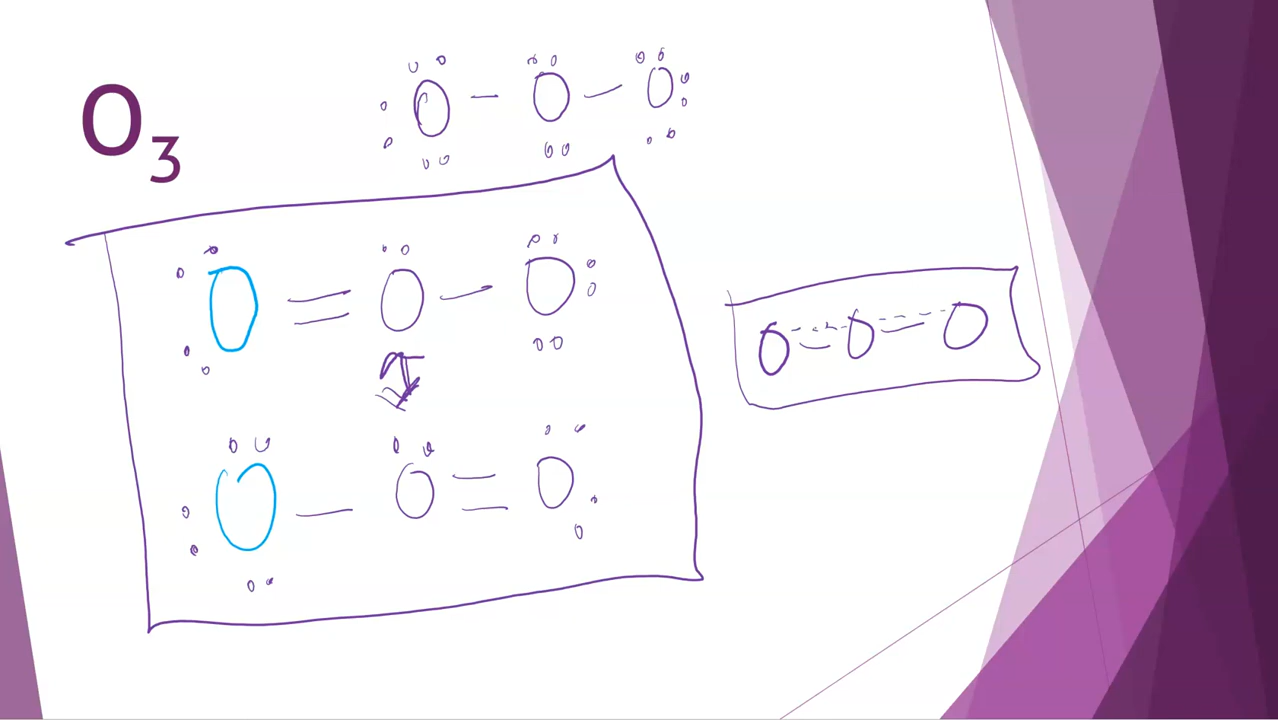 O₃
O - O - O
O = O - O
O - O = O
O - O - O